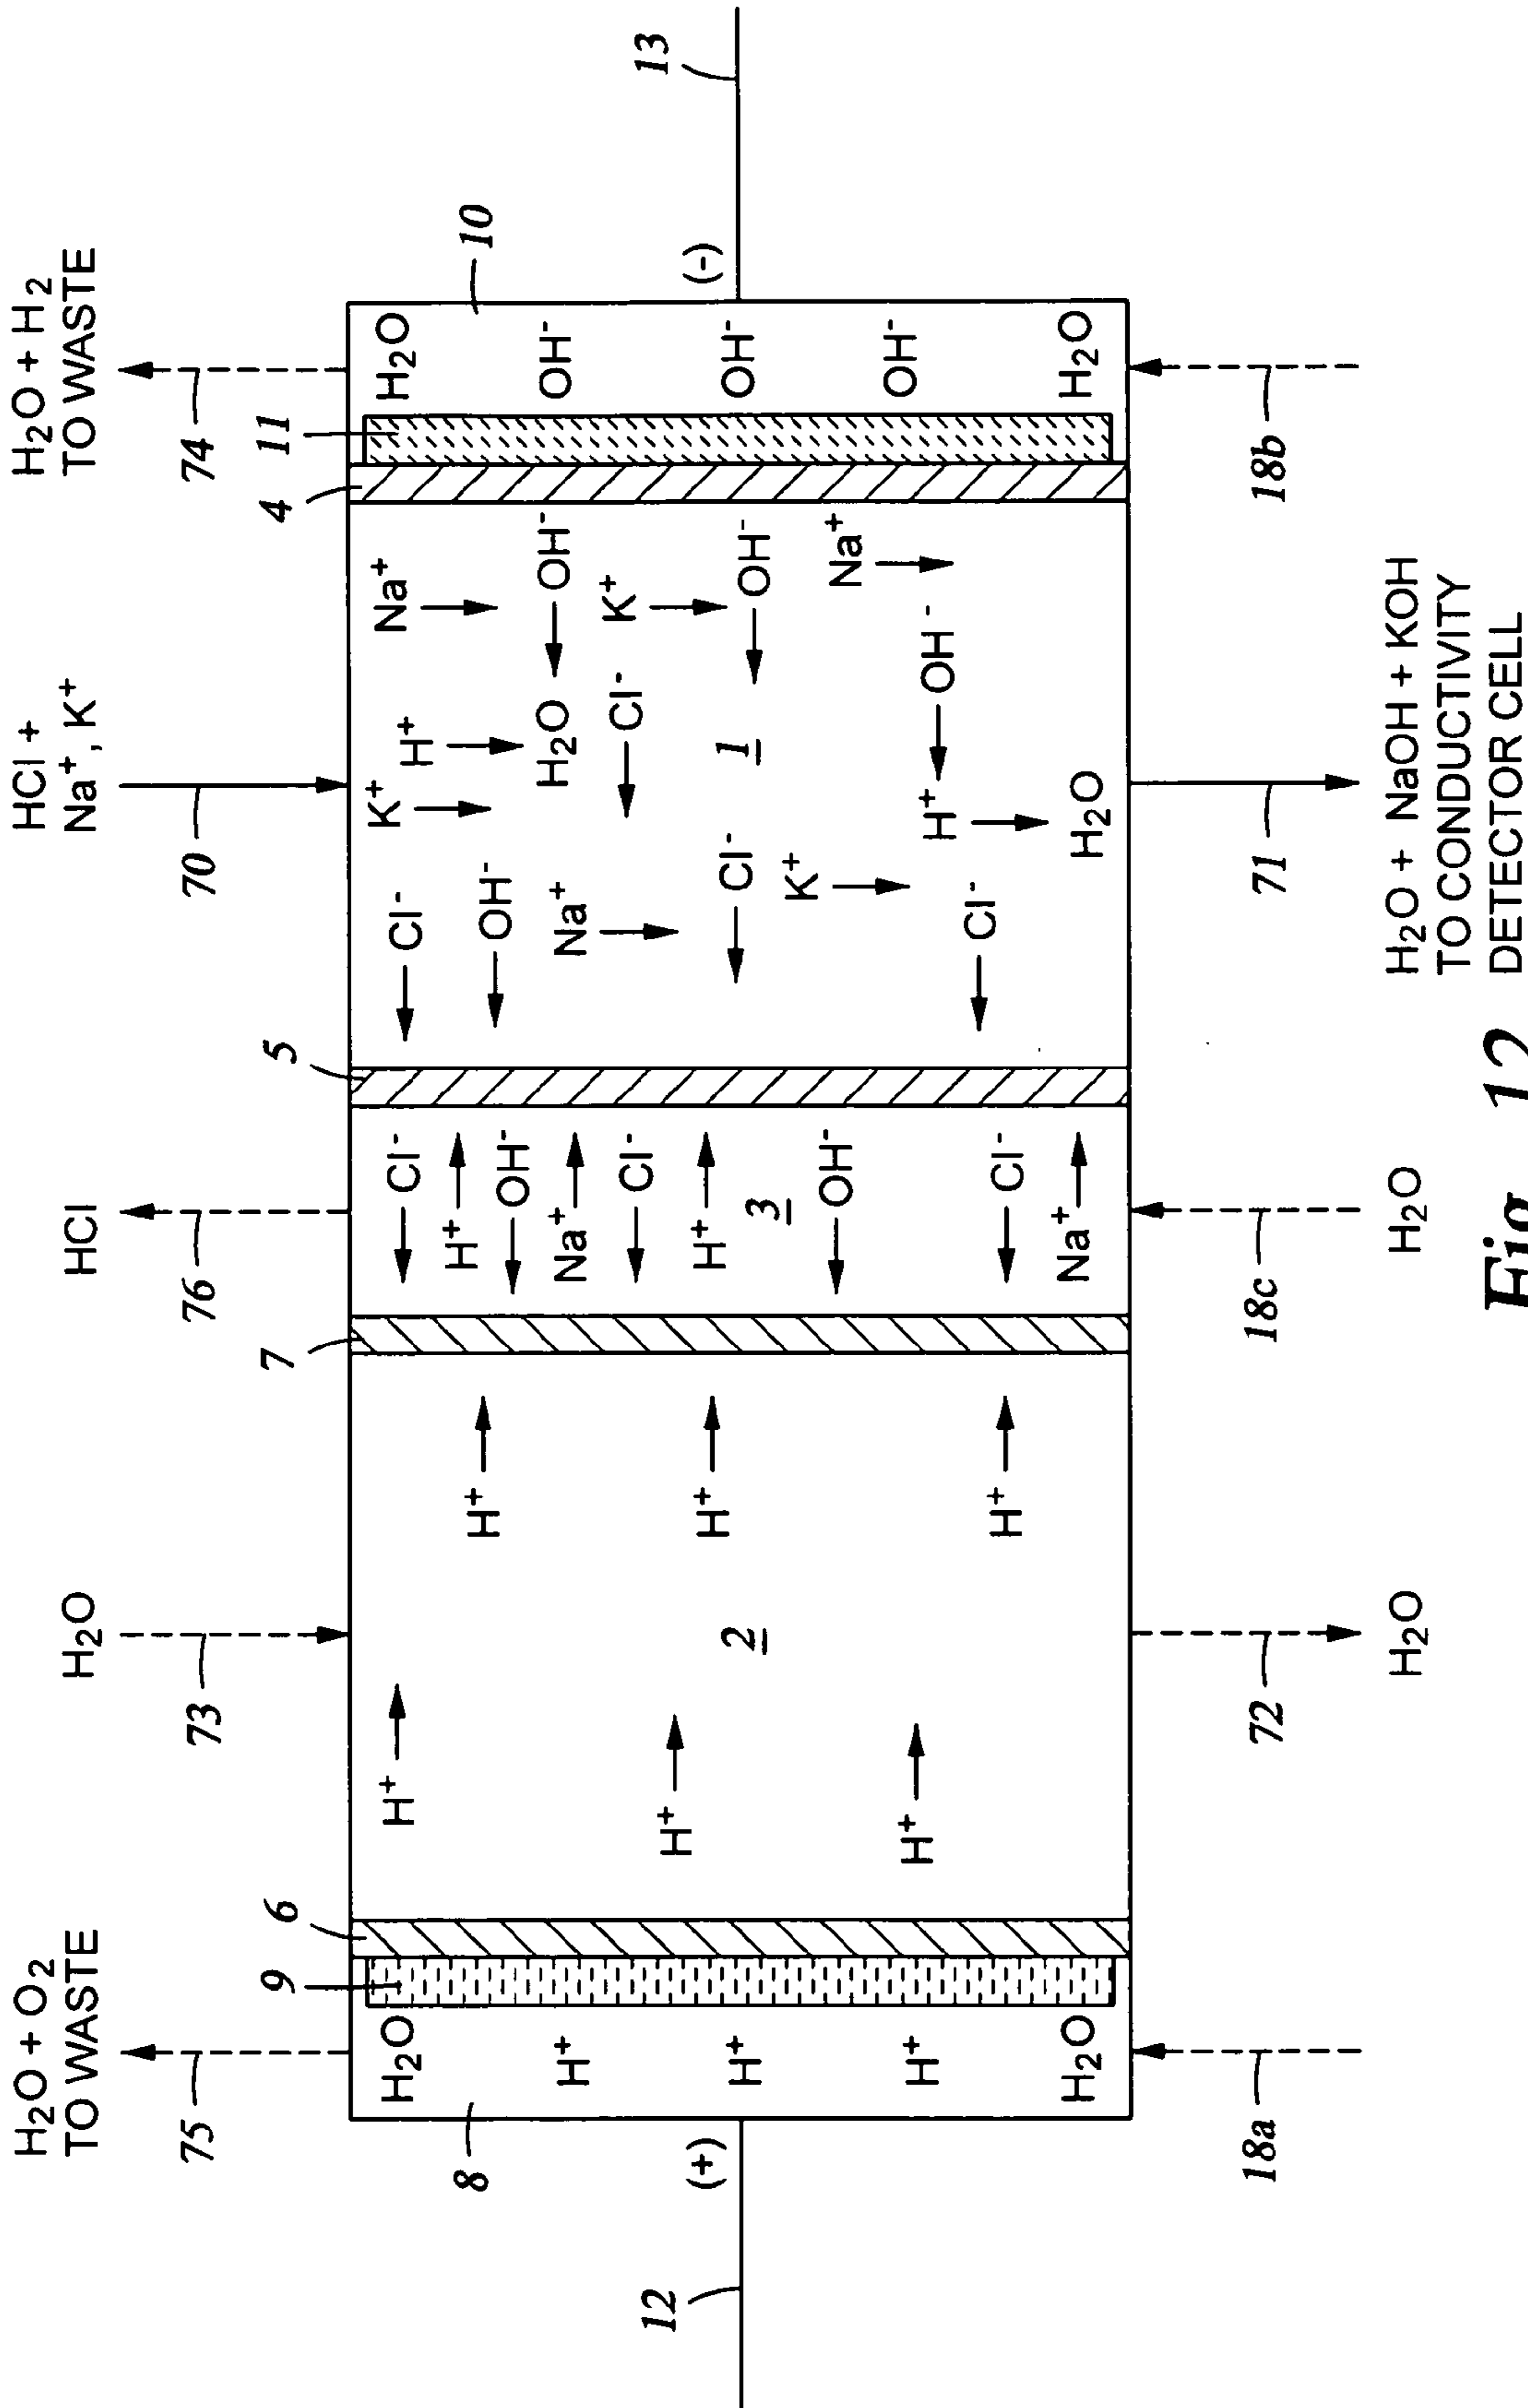 H₂O + O₂
TO WASTE
H₂O
HCl
HCl +
Na⁺, K⁺
H₂O + H₂
TO WASTE
75
73
76
70
74
9
6
7
5
4
11
8
10
12
(+)
(-)
13
H₂O
H⁺
H⁺
H⁺
H₂O
H⁺
H⁺
H⁺
H⁺
2
H⁺
H⁺
Cl⁻
H⁺
OH⁻
Na⁺
Cl⁻
H⁺
3
OH⁻
Cl⁻
Na⁺
Cl⁻
K⁺
H⁺
Na⁺
OH⁻
Na⁺
H₂O
OH⁻
Cl⁻
K⁺
Cl⁻
1
OH⁻
K⁺
Na⁺
H⁺
OH⁻
Cl⁻
H₂O
H₂O
OH⁻
OH⁻
OH⁻
H₂O
18a
72
18c
71
18b
H₂O
H₂O
H₂O + NaOH + KOH
TO CONDUCTIVITY
DETECTOR CELL
Fig. 12